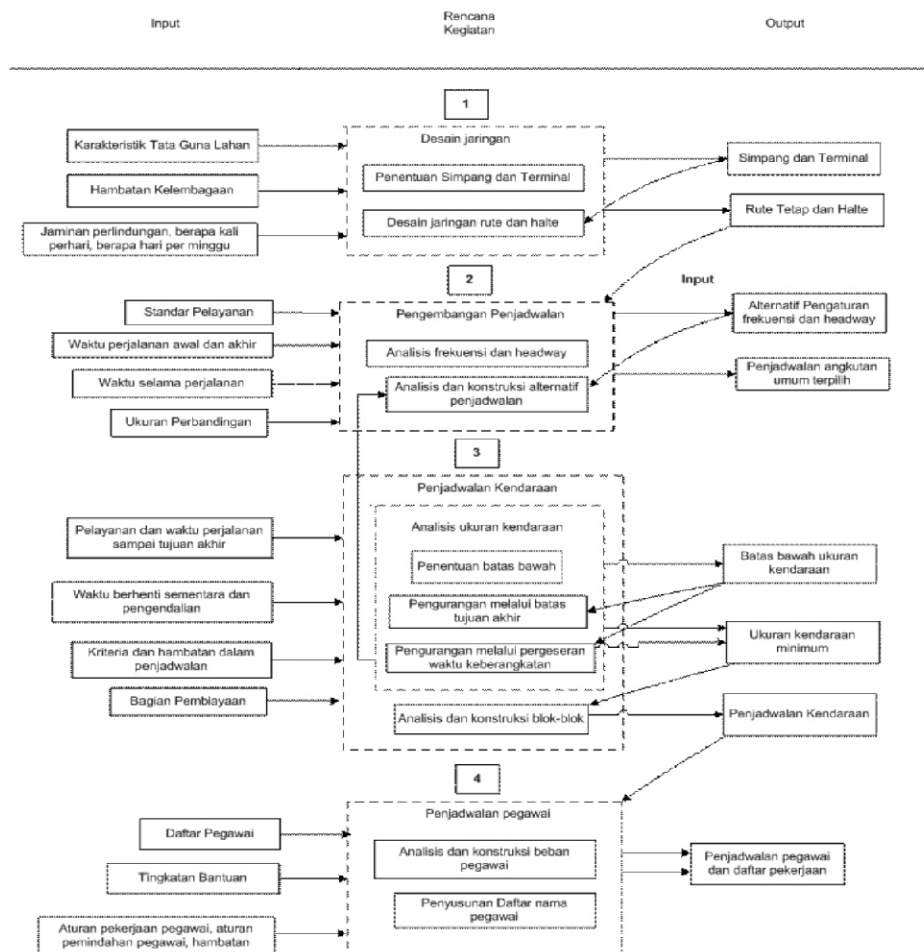 Input
Rencana
Kegiatan
Output
1
Desain jaringan
Karakteristik Tata Guna Lahan
Hambatan Kelembagaan
Jaminan perlindungan, berapa kali
perhari, berapa hari per minggu
Penentuan Simpang dan Terminal
Desain jaringan rute dan halte
Simpang dan Terminal
Rute Tetap dan Halte
2
Input
Pengembangan Penjadwalan
Standar Pelayanan
Waktu perjalanan awal dan akhir
Waktu selama perjalanan
Ukuran Perbandingan
Analisis frekuensi dan headway
Analisis dan konstruksi alternatif
penjadwalan
Alternatif Pengaturan
frekuensi dan headway
Penjadwalan angkutan
umum terpilih
3
Penjadwalan Kendaraan
Pelayanan dan waktu perjalanan
sampai tujuan akhir
Waktu berhenti sementara dan
pengendalian
Kriteria dan hambatan dalam
penjadwalan
Bagian Pembiayaan
Analisis ukuran kendaraan
Penentuan batas bawah
Pengurangan melalui batas
tujuan akhir
Pengurangan melalui pergeseran
waktu keberangkatan
Analisis dan konstruksi blok-blok
Batas bawah ukuran
kendaraan
Ukuran kendaraan
minimum
Penjadwalan Kendaraan
4
Penjadwalan pegawai
Daftar Pegawai
Tingkatan Bantuan
Aturan pekerjaan pegawai, aturan
pemindahan pegawai, hambatan
Analisis dan konstruksi beban
pegawai
Penyusunan Daftar nama
pegawai
Penjadwalan pegawai
dan daftar pekerjaan